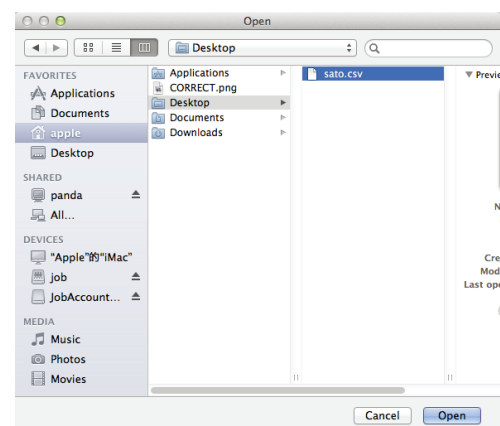 Open
Desktop
FAVORITES
Applications
Documents
apple
Desktop
SHARED
panda
All...
DEVICES
"Apple"的"iMac"
job
JobAccount...
MEDIA
Music
Photos
Movies
Applications
CORRECT.png
Desktop
Documents
Downloads
sato.csv
Previe
N
Cre
Mod
Last ope
Cancel
Open